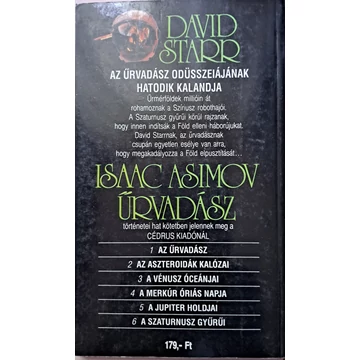 DAVID
STARR
AZ ŰRVADÁSZ ODÜSSZEIÁJÁNAK
HATODIK KALANDJA
Űrmérföldek millióin át
rohamoznak a Szíriusz robothajói.
A Szaturnusz gyűrűi körül rajzanak,
hogy innen indítsák a Föld elleni háborújukat.
David Starrnak, az űrvadásznak
csupán egyetlen esélye van arra,
hogy megakadályozza a Föld elpusztítását...
ISAAC ASIMOV
ŰRVADÁSZ
történetei hat kötetben jelennek meg a
CÉDRUS KIADÓNÁL
1 AZ ŰRVADÁSZ
2 AZ ASZTEROIDÁK KALÓZAI
3 A VÉNUSZ ÓCEÁNJAI
4 A MERKÚR ÓRIÁS NAPJA
5 A JUPITER HOLDJAI
6 A SZATURNUSZ GYŰRŰI
179,- Ft